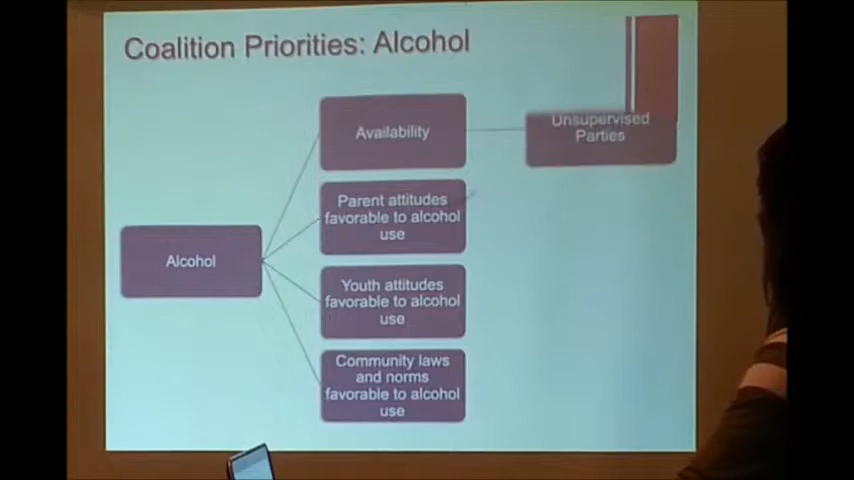 Coalition Priorities: Alcohol
Availability
Unsupervised
Parties
Parent attitudes
favorable to alcohol
use
Alcohol
Youth attitudes
favorable to alcohol
use
Community laws
and norms
favorable to alcohol
use